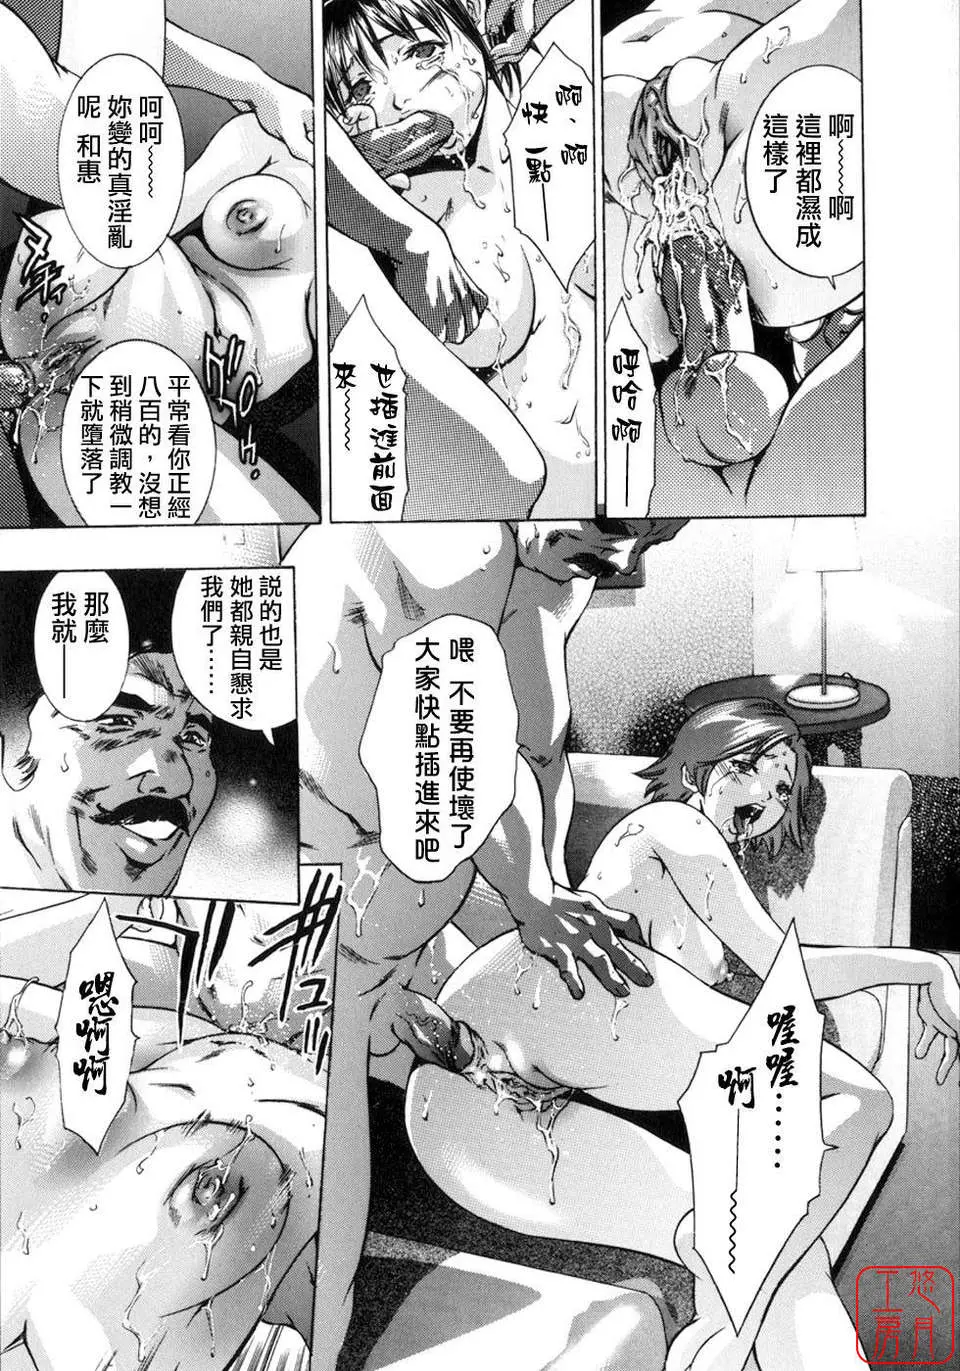 啊～～～啊
這裡都濕成
這樣了
呼哈啊——
啊、啊
快一點——
也插進前面
來～～～
呵呵～～～
妳變的真淫亂
呢 和惠
平常看你正經
八百的，沒想
到稍微調教一
下就墮落了
喂 不要再使壞了
大家快點插進來吧
喔喔……
啊——～～～
說的也是
她都親自懇求
我們了……
那麼
我就——
嗯啊啊
悠月
工房